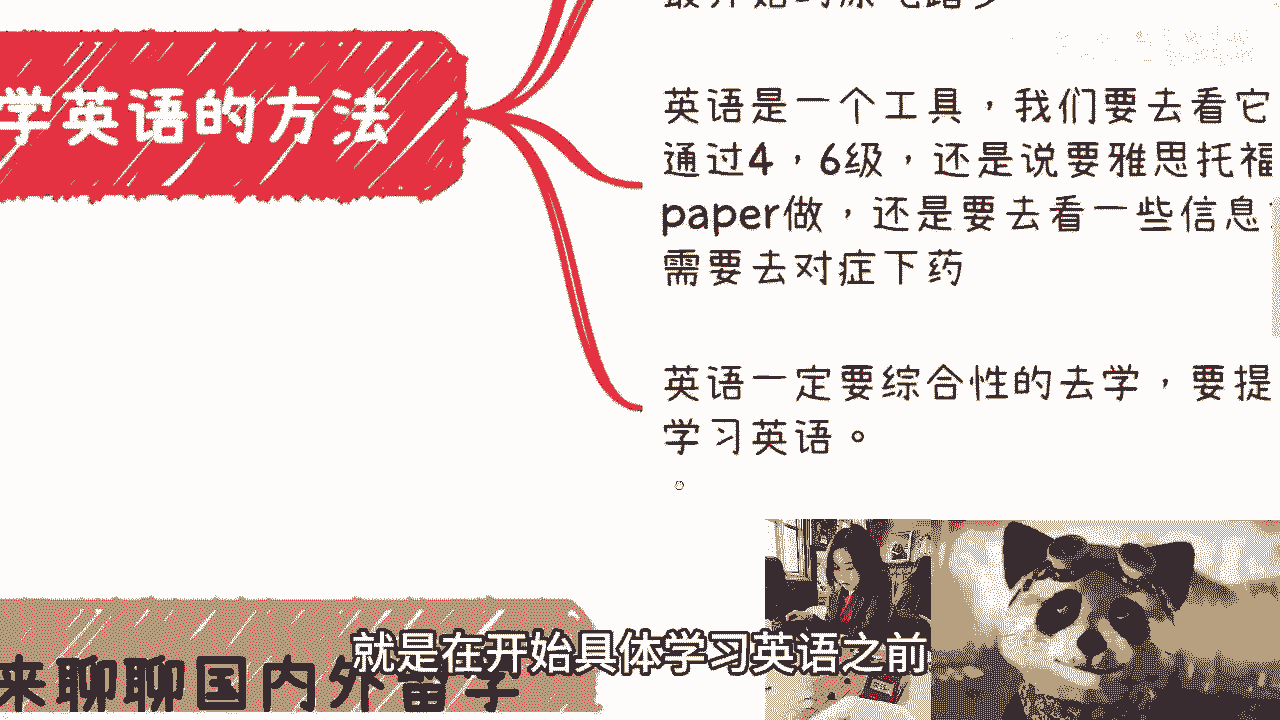 学英语的方法
英语是一个工具，我们要去看它
通过4，6级，还是说要雅思托福
paper做，还是要去看一些信息
需要去对症下药
英语一定要综合性的去学，要提
学习英语。
。
来聊聊国内外留学
就是在开始具体学习英语之前